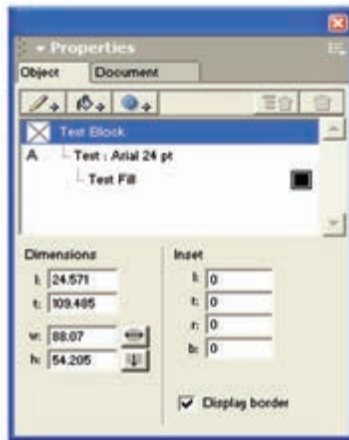 Properties
Object Document
Text Block
A Text : Arial 24 pt
Text Fill
Dimensions Inset
l: 24.571 l: 0
t: 109.485 t: 0
w: 88.07 r: 0
h: 54.205 b: 0
Display border